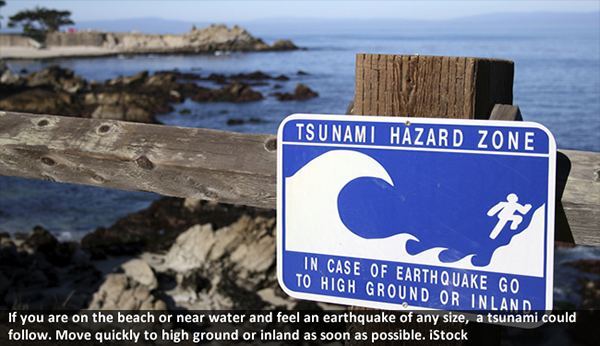 TSUNAMI HAZARD ZONE
IN CASE OF EARTHQUAKE GO
TO HIGH GROUND OR INLAND
If you are on the beach or near water and feel an earthquake of any size,  a tsunami could
follow. Move quickly to high ground or inland as soon as possible. iStock